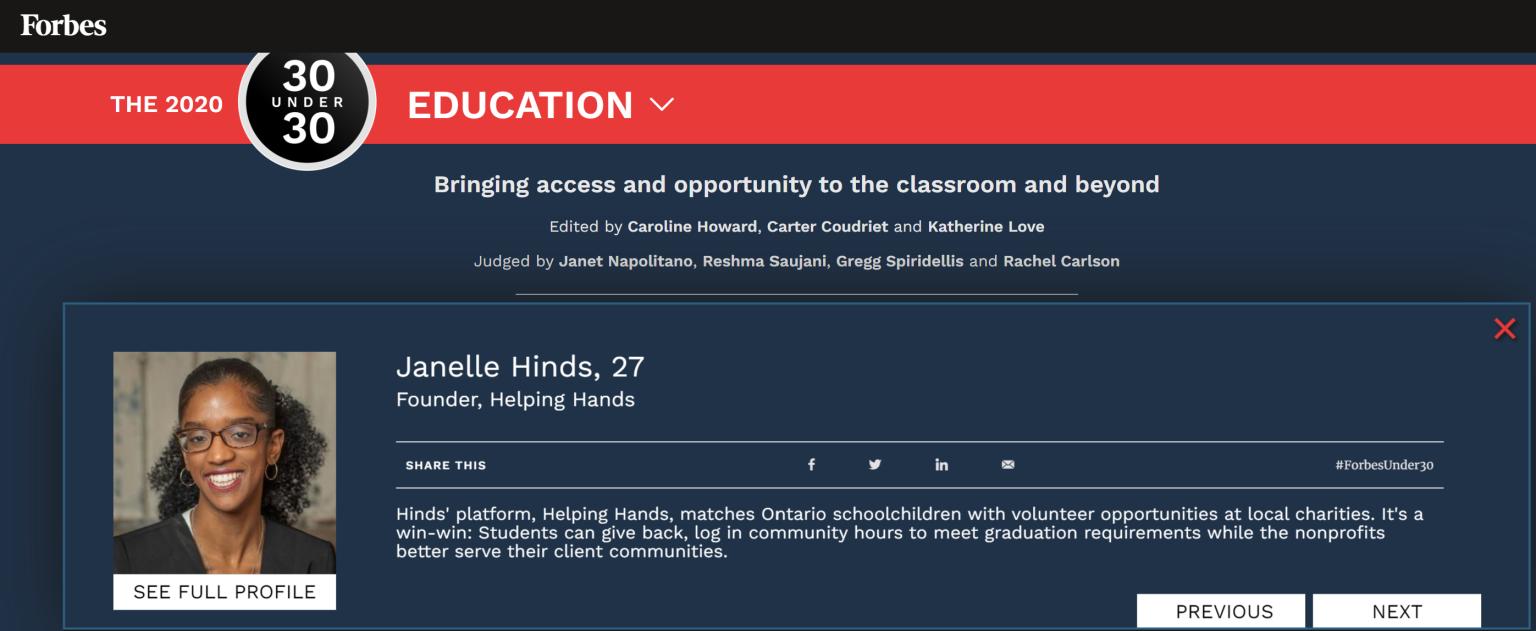 Forbes
THE 2020
30
UNDER
30
EDUCATION
Bringing access and opportunity to the classroom and beyond
Edited by Caroline Howard, Carter Coudriet and Katherine Love
Judged by Janet Napolitano, Reshma Saujani, Gregg Spiridellis and Rachel Carlson
Janelle Hinds, 27
Founder, Helping Hands
SHARE THIS
#ForbesUnder30
Hinds' platform, Helping Hands, matches Ontario schoolchildren with volunteer opportunities at local charities. It's a
win-win: Students can give back, log in community hours to meet graduation requirements while the nonprofits
better serve their client communities.
SEE FULL PROFILE
PREVIOUS
NEXT